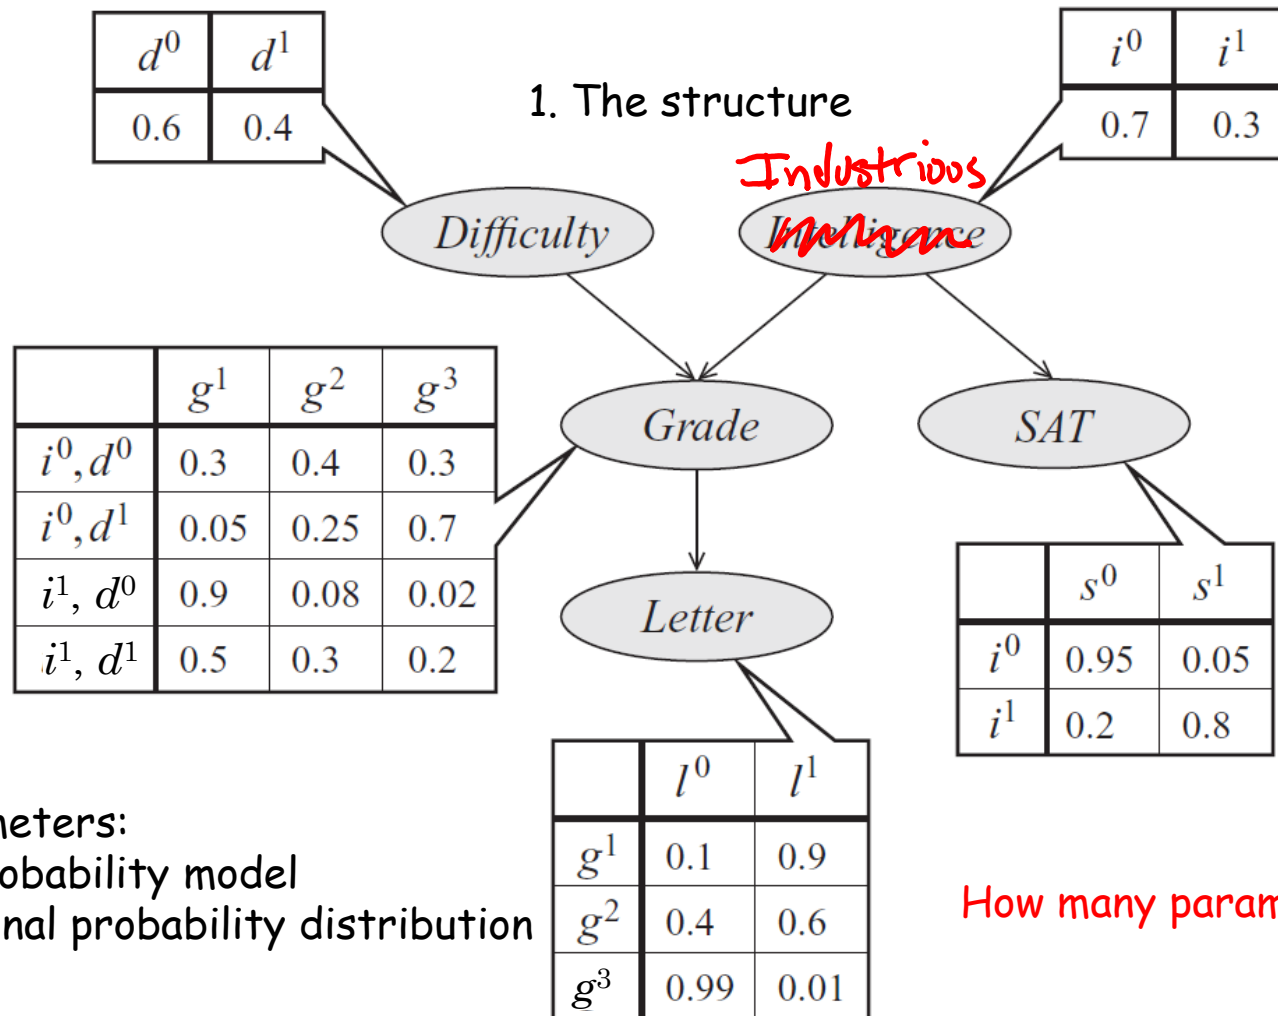 d⁰ d¹
0.6 0.4
1. The structure
i⁰ i¹
0.7 0.3
Industrious
Difficulty
Intelligence
g¹ g² g³
i⁰, d⁰ 0.3 0.4 0.3
i⁰, d¹ 0.05 0.25 0.7
i¹, d⁰ 0.9 0.08 0.02
i¹, d¹ 0.5 0.3 0.2
Grade
SAT
Letter
s⁰ s¹
i⁰ 0.95 0.05
i¹ 0.2 0.8
l⁰ l¹
g¹ 0.1 0.9
g² 0.4 0.6
g³ 0.99 0.01
meters:
obability model
nal probability distribution
How many param